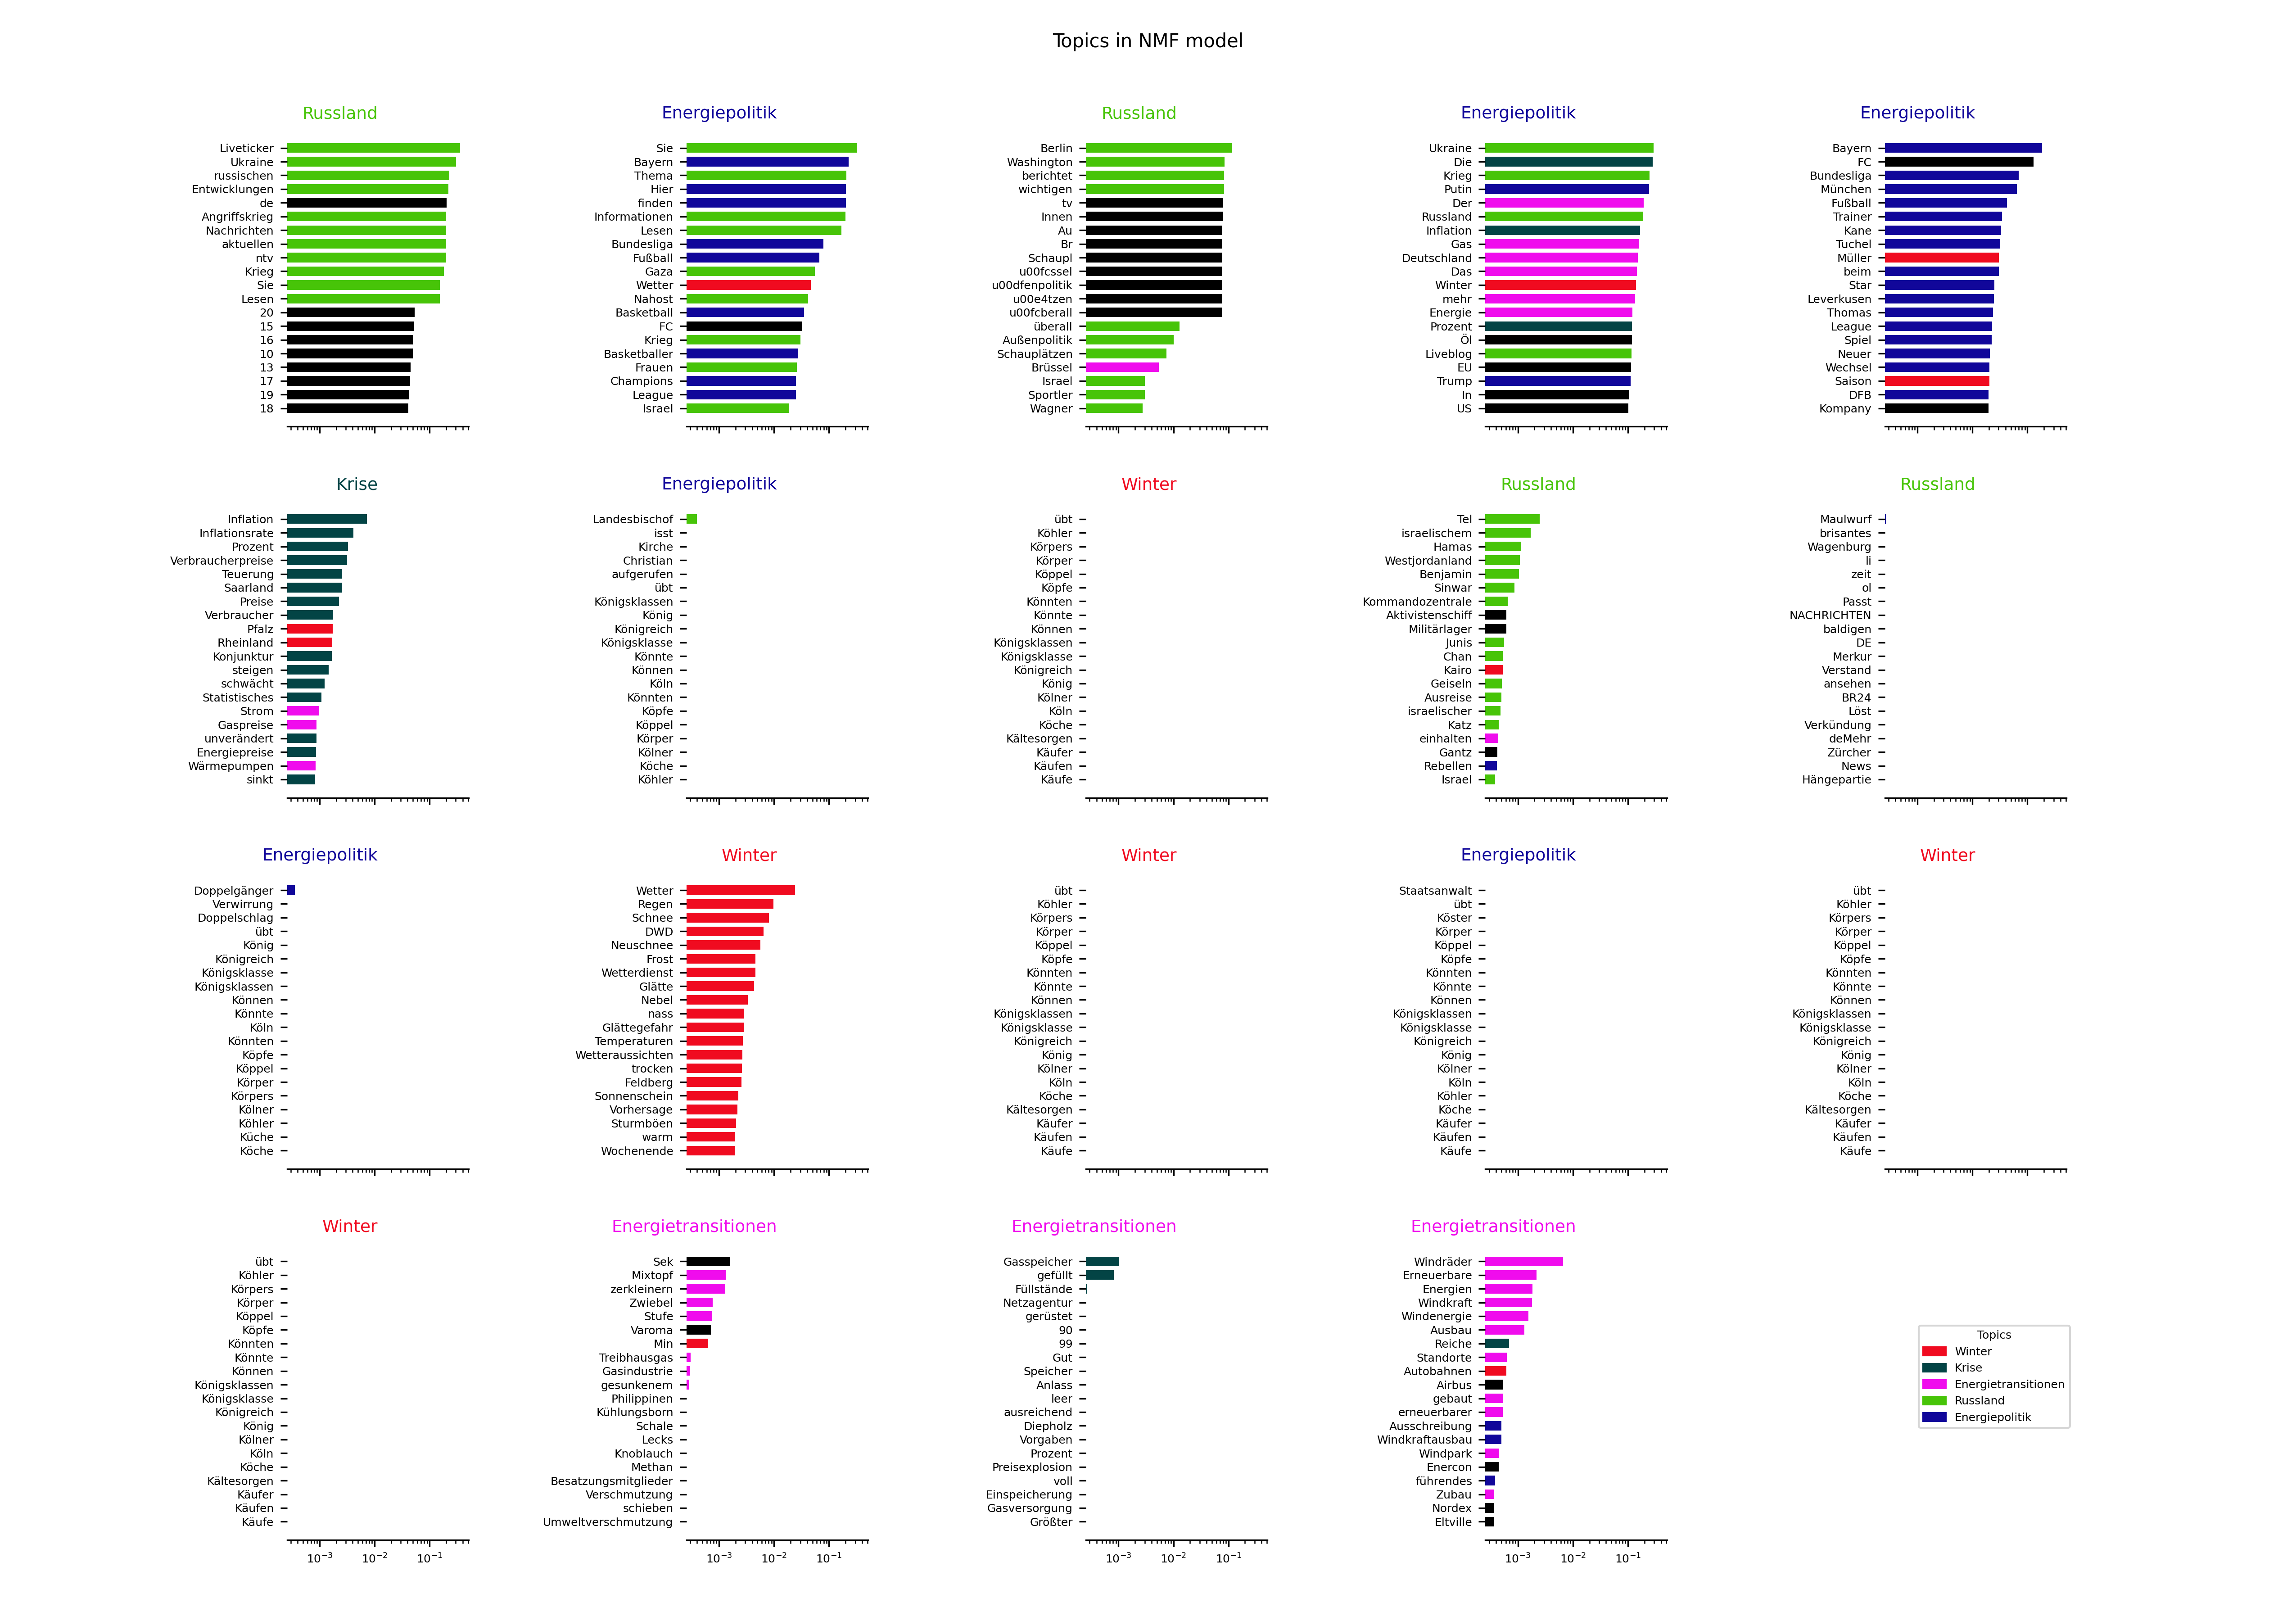 Topics in NMF model
Russland
Liveticker
Ukraine
russischen
Entwicklungen
de
Angriffskrieg
Nachrichten
aktuellen
ntv
Krieg
Sie
Lesen
20
15
16
10
13
17
19
18
Energiepolitik
Sie
Bayern
Thema
Hier
finden
Informationen
Lesen
Bundesliga
Fußball
Gaza
Wetter
Nahost
Basketball
FC
Krieg
Basketballer
Frauen
Champions
League
Israel
Russland
Berlin
Washington
berichtet
wichtigen
tv
Innen
Au
Br
Schaupl
u00fcssel
u00dfenpolitik
u00e4tzen
u00fcberall
überall
Außenpolitik
Schauplätzen
Brüssel
Israel
Sportler
Wagner
Energiepolitik
Ukraine
Die
Krieg
Putin
Der
Russland
Inflation
Gas
Deutschland
Das
Winter
mehr
Energie
Prozent
Öl
Liveblog
EU
Trump
In
US
Energiepolitik
Bayern
FC
Bundesliga
München
Fußball
Trainer
Kane
Tuchel
Müller
beim
Star
Leverkusen
Thomas
League
Spiel
Neuer
Wechsel
Saison
DFB
Kompany
Krise
Inflation
Inflationsrate
Prozent
Verbraucherpreise
Teuerung
Saarland
Preise
Verbraucher
Pfalz
Rheinland
Konjunktur
steigen
schwächt
Statistisches
Strom
Gaspreise
unverändert
Energiepreise
Wärmepumpen
sinkt
Energiepolitik
Landesbischof
isst
Kirche
Christian
aufgerufen
übt
Königsklassen
König
Königreich
Königsklasse
Könnte
Können
Köln
Könnten
Köpfe
Köppel
Körper
Kölner
Köche
Köhler
Winter
übt
Köhler
Körpers
Körper
Köppel
Köpfe
Könnten
Könnte
Können
Königsklassen
Königsklasse
Königreich
König
Kölner
Köln
Köche
Kältesorgen
Käufer
Käufen
Käufe
Russland
Tel
israelischem
Hamas
Westjordanland
Benjamin
Sinwar
Kommandozentrale
Aktivistenschiff
Militärlager
Junis
Chan
Kairo
Geiseln
Ausreise
israelischer
Katz
einhalten
Gantz
Rebellen
Israel
Russland
Maulwurf
brisantes
Wagenburg
li
zeit
ol
Passt
NACHRICHTEN
baldigen
DE
Merkur
Verstand
ansehen
BR24
Löst
Verkündung
deMehr
Zürcher
News
Hängepartie
Energiepolitik
Doppelgänger
Verwirrung
Doppelschlag
übt
König
Königreich
Königsklasse
Königsklassen
Können
Könnte
Köln
Könnten
Köpfe
Köppel
Körper
Körpers
Kölner
Köhler
Küche
Köche
Winter
Wetter
Regen
Schnee
DWD
Neuschnee
Frost
Wetterdienst
Glätte
Nebel
nass
Glättegefahr
Temperaturen
Wetteraussichten
trocken
Feldberg
Sonnenschein
Vorhersage
Sturmböen
warm
Wochenende
Winter
übt
Köhler
Körpers
Körper
Köppel
Köpfe
Könnten
Könnte
Können
Königsklassen
Königsklasse
Königreich
König
Kölner
Köln
Köche
Kältesorgen
Käufer
Käufen
Käufe
Energiepolitik
Staatsanwalt
übt
Köster
Körper
Köppel
Köpfe
Könnten
Könnte
Können
Königsklassen
Königsklasse
Königreich
König
Kölner
Köln
Köhler
Köche
Käufer
Käufen
Käufe
Winter
übt
Köhler
Körpers
Körper
Köppel
Köpfe
Könnten
Könnte
Können
Königsklassen
Königsklasse
Königreich
König
Kölner
Köln
Köche
Kältesorgen
Käufer
Käufen
Käufe
Winter
übt
Köhler
Körpers
Körper
Köppel
Köpfe
Könnten
Könnte
Können
Königsklassen
Königsklasse
Königreich
König
Kölner
Köln
Köche
Kältesorgen
Käufer
Käufen
Käufe
10⁻³ 10⁻² 10⁻¹
Energietransitionen
Sek
Mixtopf
zerkleinern
Zwiebel
Stufe
Varoma
Min
Treibhausgas
Gasindustrie
gesunkenem
Philippinen
Kühlungsborn
Schale
Lecks
Knoblauch
Methan
Besatzungsmitglieder
Verschmutzung
schieben
Umweltverschmutzung
10⁻³ 10⁻² 10⁻¹
Energietransitionen
Gasspeicher
gefüllt
Füllstände
Netzagentur
gerüstet
90
99
Gut
Speicher
Anlass
leer
ausreichend
Diepholz
Vorgaben
Prozent
Preisexplosion
voll
Einspeicherung
Gasversorgung
Größter
10⁻³ 10⁻² 10⁻¹
Energietransitionen
Windräder
Erneuerbare
Energien
Windkraft
Windenergie
Ausbau
Reiche
Standorte
Autobahnen
Airbus
gebaut
erneuerbarer
Ausschreibung
Windkraftausbau
Windpark
Enercon
führendes
Zubau
Nordex
Eltville
10⁻³ 10⁻² 10⁻¹
Topics
Winter
Krise
Energietransitionen
Russland
Energiepolitik